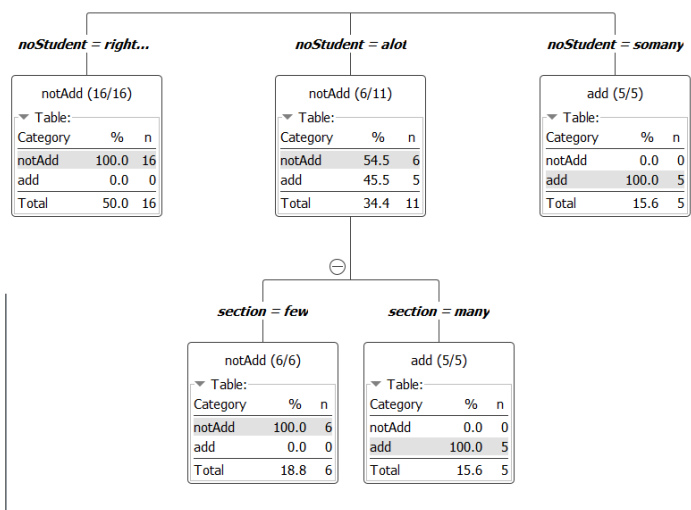 noStudent = right...
noStudent = alot
noStudent = somany
notAdd (16/16)
Table:
Category % n
notAdd 100.0 16
add 0.0 0
Total 50.0 16
notAdd (6/11)
Table:
Category % n
notAdd 54.5 6
add 45.5 5
Total 34.4 11
add (5/5)
Table:
Category % n
notAdd 0.0 0
add 100.0 5
Total 15.6 5
section = few
section = many
notAdd (6/6)
Table:
Category % n
notAdd 100.0 6
add 0.0 0
Total 18.8 6
add (5/5)
Table:
Category % n
notAdd 0.0 0
add 100.0 5
Total 15.6 5